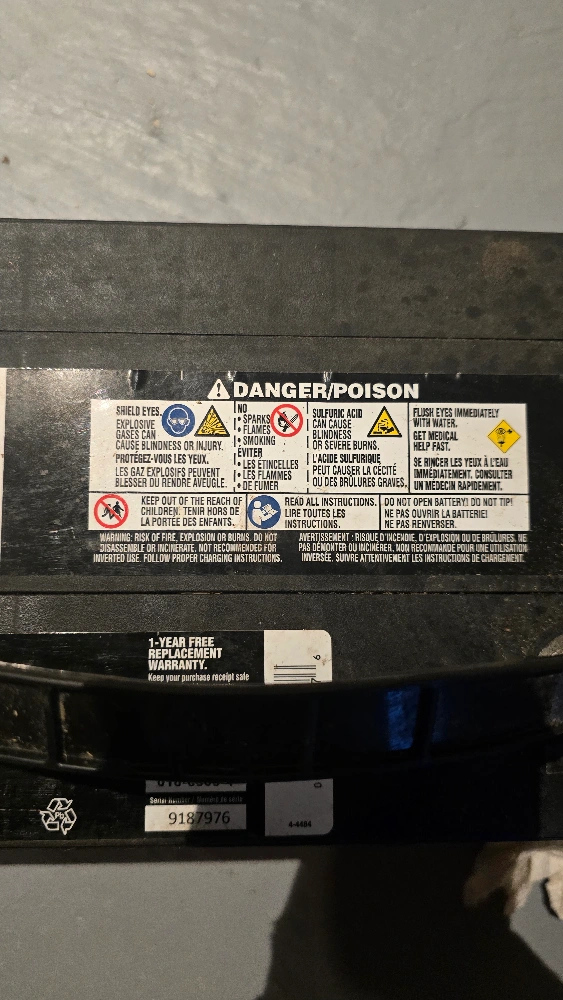 DANGER/POISON
SHIELD EYES.
EXPLOSIVE
GASES CAN
CAUSE BLINDNESS OR INJURY.
PROTÉGEZ-VOUS LES YEUX.
LES GAZ EXPLOSIFS PEUVENT
BLESSER OU RENDRE AVEUGLE.
NO
• SPARKS
• FLAMES
• SMOKING
ÉVITER
• LES ÉTINCELLES
• LES FLAMMES
• DE FUMER
SULFURIC ACID
CAN CAUSE
BLINDNESS
OR SEVERE BURNS.
L'ACIDE SULFURIQUE
PEUT CAUSER LA CÉCITÉ
OU DES BRÛLURES GRAVES.
FLUSH EYES IMMEDIATELY
WITH WATER.
GET MEDICAL
HELP FAST.
SE RINCER LES YEUX À L'EAU
IMMÉDIATEMENT. CONSULTER
UN MÉDECIN RAPIDEMENT.
KEEP OUT OF THE REACH OF
CHILDREN. TENIR HORS DE
LA PORTÉE DES ENFANTS.
READ ALL INSTRUCTIONS.
LIRE TOUTES LES
INSTRUCTIONS.
DO NOT OPEN BATTERY! DO NOT TIP!
NE PAS OUVRIR LA BATTERIE!
NE PAS RENVERSER.
WARNING: RISK OF FIRE, EXPLOSION OR BURNS. DO NOT
DISASSEMBLE OR INCINERATE, NOT RECOMMENDED FOR
INVERTED USE. FOLLOW PROPER CHARGING INSTRUCTIONS.
AVERTISSEMENT : RISQUE D'INCENDIE, D'EXPLOSION OU DE BRÛLURES. NE
PAS DÉMONTER OU INCINÉRER, NON RECOMMANDÉ POUR UNE UTILISATION
INVERSÉE. SUIVRE ATTENTIVEMENT LES INSTRUCTIONS DE CHARGEMENT.
1-YEAR FREE
REPLACEMENT
WARRANTY.
Keep your purchase receipt safe
Serial Number / Numéro de série
9187976
4-4484
Pb